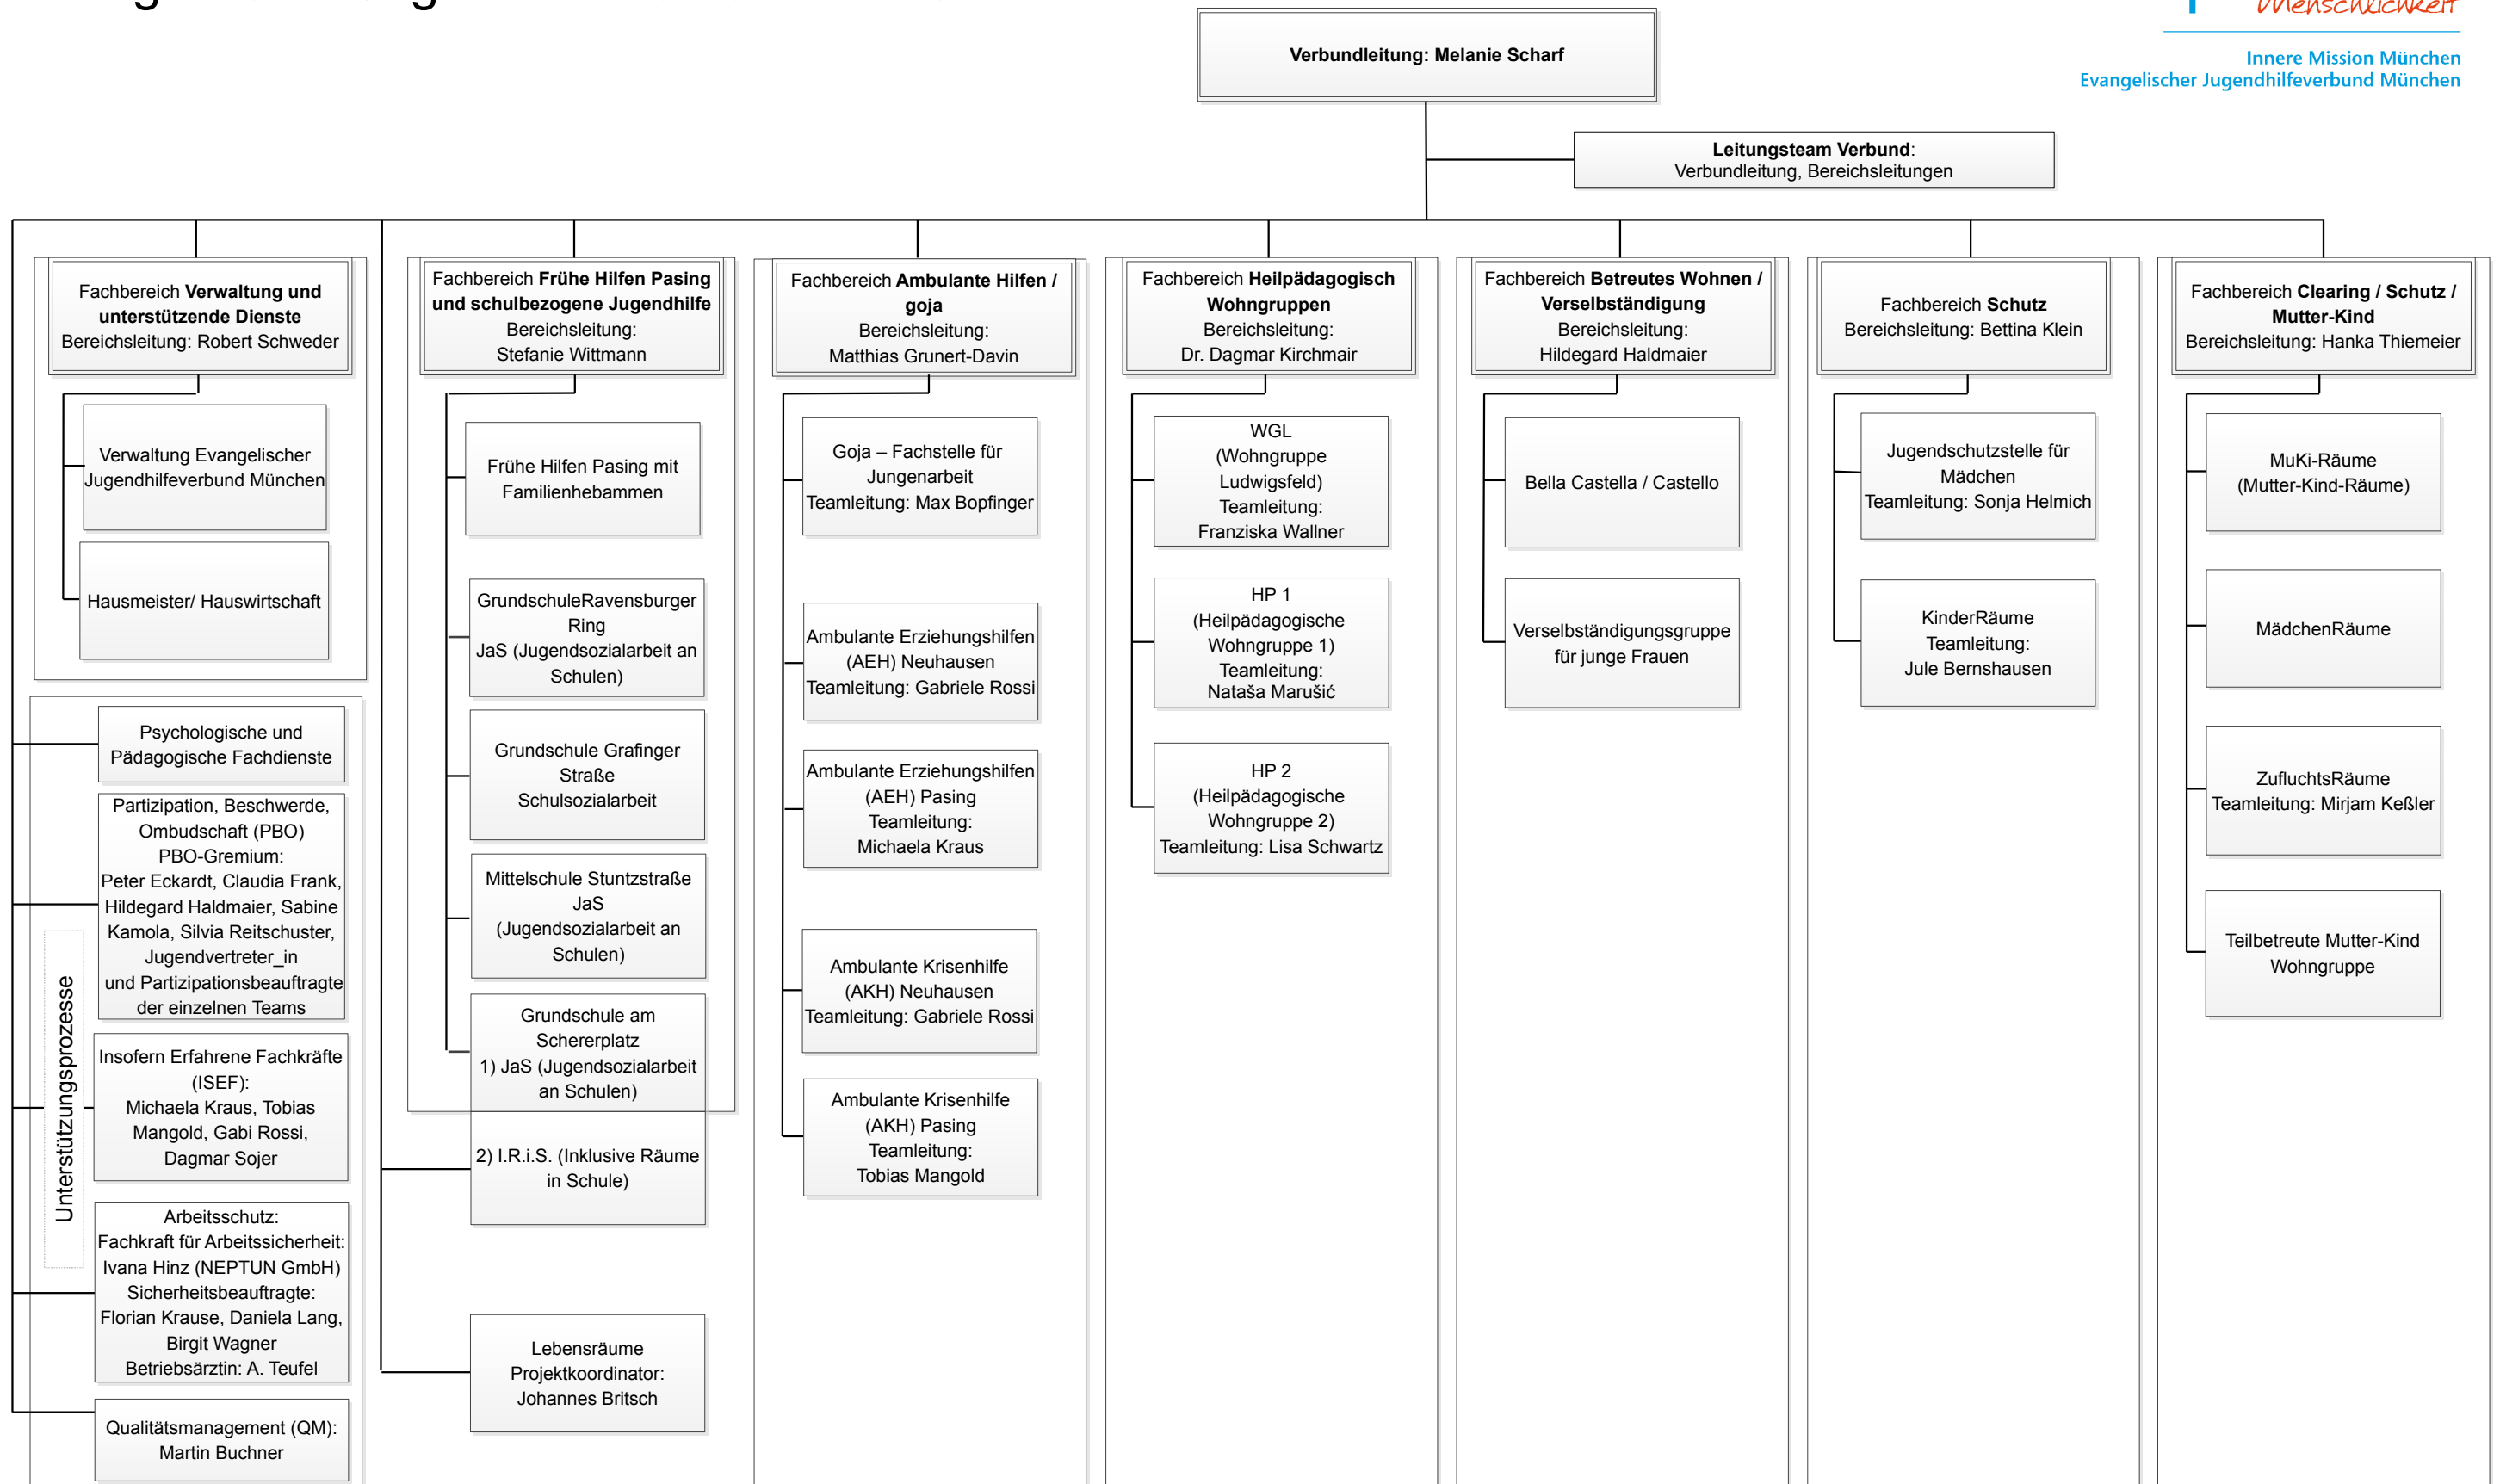 Menschlichkeit
Innere Mission München
Evangelischer Jugendhilfeverbund München
Verbundleitung: Melanie Scharf
Leitungsteam Verbund:
Verbundleitung, Bereichsleitungen
Fachbereich Verwaltung und
unterstützende Dienste
Bereichsleitung: Robert Schweder
Verwaltung Evangelischer
Jugendhilfeverbund München
Hausmeister/ Hauswirtschaft
Unterstützungsprozesse
Psychologische und
Pädagogische Fachdienste
Partizipation, Beschwerde,
Ombudschaft (PBO)
PBO-Gremium:
Peter Eckardt, Claudia Frank,
Hildegard Haldmaier, Sabine
Kamola, Silvia Reitschuster,
Jugendvertreter_in
und Partizipationsbeauftragte
der einzelnen Teams
Insofern Erfahrene Fachkräfte
(ISEF):
Michaela Kraus, Tobias
Mangold, Gabi Rossi,
Dagmar Sojer
Arbeitsschutz:
Fachkraft für Arbeitssicherheit:
Ivana Hinz (NEPTUN GmbH)
Sicherheitsbeauftragte:
Florian Krause, Daniela Lang,
Birgit Wagner
Betriebsärztin: A. Teufel
Qualitätsmanagement (QM):
Martin Buchner
Fachbereich Frühe Hilfen Pasing
und schulbezogene Jugendhilfe
Bereichsleitung:
Stefanie Wittmann
Frühe Hilfen Pasing mit
Familienhebammen
GrundschuleRavensburger
Ring
JaS (Jugendsozialarbeit an
Schulen)
Grundschule Grafinger
Straße
Schulsozialarbeit
Mittelschule Stuntzstraße
JaS
(Jugendsozialarbeit an
Schulen)
Grundschule am
Schererplatz
1) JaS (Jugendsozialarbeit
an Schulen)
2) I.R.i.S. (Inklusive Räume
in Schule)
Lebensräume
Projektkoordinator:
Johannes Britsch
Fachbereich Ambulante Hilfen /
goja
Bereichsleitung:
Matthias Grunert-Davin
Goja – Fachstelle für
Jungenarbeit
Teamleitung: Max Bopfinger
Ambulante Erziehungshilfen
(AEH) Neuhausen
Teamleitung: Gabriele Rossi
Ambulante Erziehungshilfen
(AEH) Pasing
Teamleitung:
Michaela Kraus
Ambulante Krisenhilfe
(AKH) Neuhausen
Teamleitung: Gabriele Rossi
Ambulante Krisenhilfe
(AKH) Pasing
Teamleitung:
Tobias Mangold
Fachbereich Heilpädagogisch
Wohngruppen
Bereichsleitung:
Dr. Dagmar Kirchmair
WGL
(Wohngruppe
Ludwigsfeld)
Teamleitung:
Franziska Wallner
HP 1
(Heilpädagogische
Wohngruppe 1)
Teamleitung:
Nataša Marušić
HP 2
(Heilpädagogische
Wohngruppe 2)
Teamleitung: Lisa Schwartz
Fachbereich Betreutes Wohnen /
Verselbständigung
Bereichsleitung:
Hildegard Haldmaier
Bella Castella / Castello
Verselbständigungsgruppe
für junge Frauen
Fachbereich Schutz
Bereichsleitung: Bettina Klein
Jugendschutzstelle für
Mädchen
Teamleitung: Sonja Helmich
KinderRäume
Teamleitung:
Jule Bernshausen
Fachbereich Clearing / Schutz /
Mutter-Kind
Bereichsleitung: Hanka Thiemeier
MuKi-Räume
(Mutter-Kind-Räume)
MädchenRäume
ZufluchtsRäume
Teamleitung: Mirjam Keßler
Teilbetreute Mutter-Kind
Wohngruppe